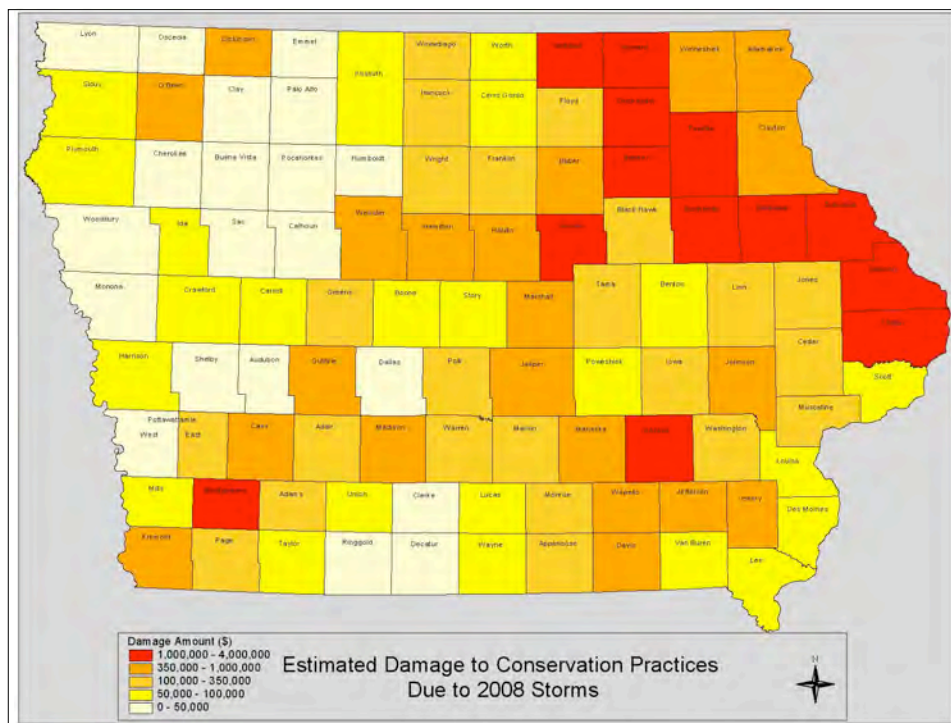 Lyon Osceola Dickinson Emmet Winnebago Worth Mitchell Howard Winneshiek Allamakee
Kossuth
Sioux O'Brien Clay Palo Alto Hancock Cerro Gordo Floyd Chickasaw
Fayette Clayton
Plymouth Cherokee Buena Vista Pocahontas Humboldt Wright Franklin Butler Bremer
Woodbury Ida Sac Calhoun Webster Hamilton Hardin Black Hawk
Monona Crawford Carroll Greene Boone Story Marshall Tama Benton Linn Jones
Cedar
Harrison Shelby Audubon Guthrie Dallas Polk Jasper Poweshiek Iowa Johnson Scott
Muscatine
Pottawattamie
West East Cass Adair Madison Warren Marion Mahaska Washington
Louisa
Mills Montgomery Adams Union Clarke Lucas Monroe Wapello Jefferson Henry Des Moines
Fremont Page Taylor Ringgold Decatur Wayne Appanoose Davis Van Buren Lee
Damage Amount ($)
1,000,000 - 4,000,000
350,000 - 1,000,000
100,000 - 350,000
50,000 - 100,000
0 - 50,000
Estimated Damage to Conservation Practices
Due to 2008 Storms
N